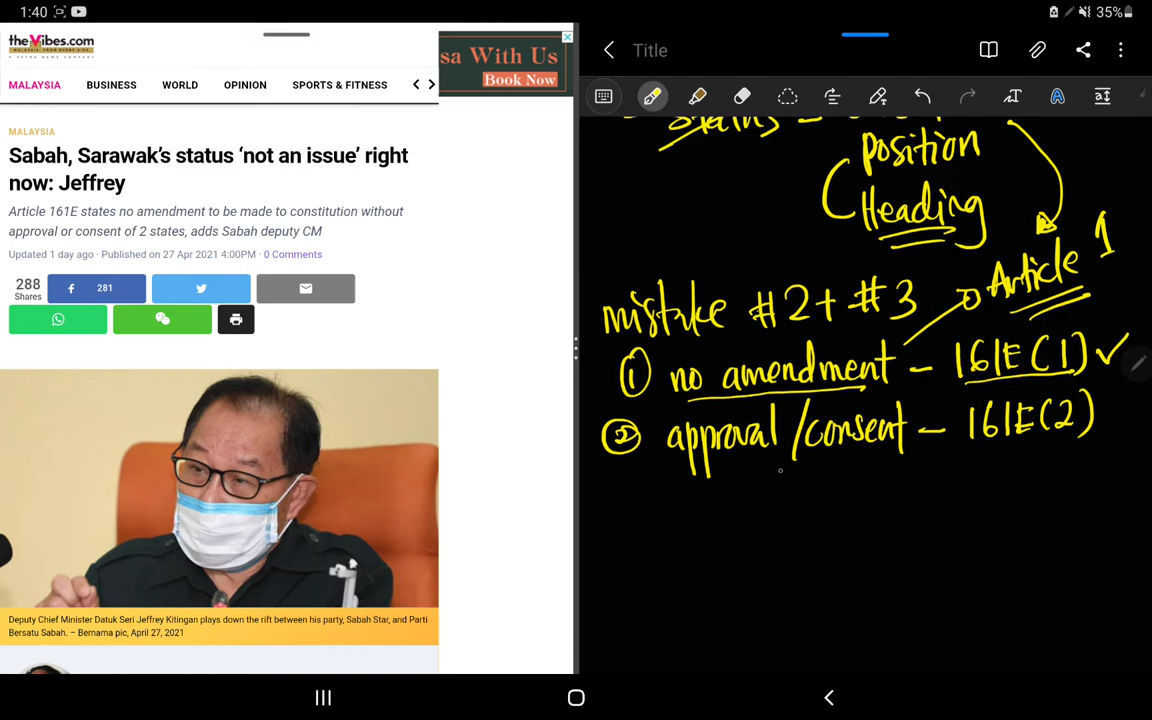 1:40
35%
theVibes.com
MALAYSIA
BUSINESS
WORLD
OPINION
SPORTS & FITNESS
sa With Us
Book Now
MALAYSIA
Sabah, Sarawak's status 'not an issue' right
now: Jeffrey
Article 161E states no amendment to be made to constitution without
approval or consent of 2 states, adds Sabah deputy CM
Updated 1 day ago - Published on 27 Apr 2021 4:00PM - 0 Comments
288
Shares
281
Deputy Chief Minister Datuk Seri Jeffrey Kitingan plays down the rift between his party, Sabah Star, and Parti
Bersatu Sabah. – Bernama pic, April 27, 2021
Title
position
Heading
Article 1
mistake #2 + #3
① no amendment – 161E(1) ✓
② approval/consent – 161E(2)